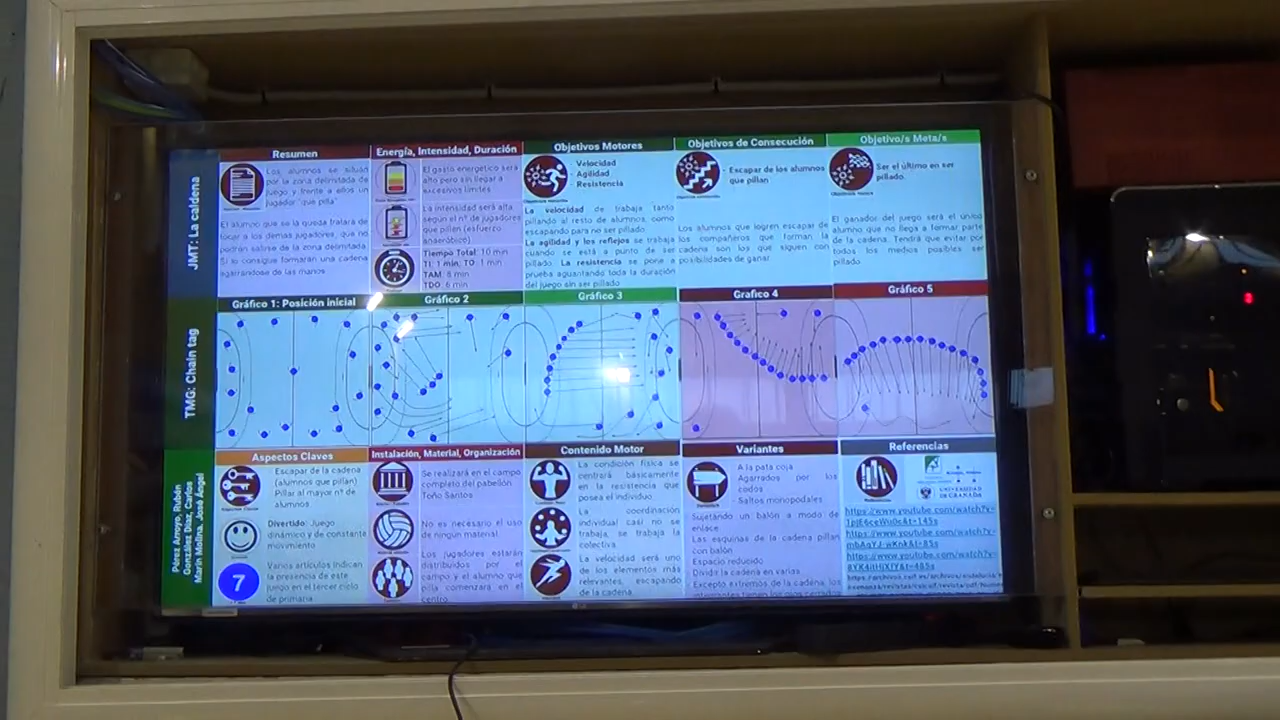 JMT: La caldena
TMG: Chain tag
Pérez Arroyo, Rubén
González Díaz, Carlos
Marín Molina, José Ángel
Resumen
Los alumnos se sitúan
por la zona delimitada de
juego y frente a ellos un
jugador "que pilla"
El alumno que se la queda tratará de
tocar a los demás jugadores, que no
podrán salirse de la zona delimitada.
Si lo consigue formarán una cadena
agarrándose de las manos
Energía, Intensidad, Duración
El gasto energético será
alto pero sin llegar a
excesivos límites
La intensidad será alta
según el nº de jugadores
que pillen (esfuerzo
anaeróbico)
Tiempo Total: 10 min
TI: 1 min; TO: 1 min
TAM: 8 min
TDO: 6 min
Objetivos Motores
- Velocidad
- Agilidad
- Resistencia
La velocidad de trabaja tanto
pillando al resto de alumnos, como
escapando para no ser pillado.
La agilidad y los reflejos se trabaja
cuando se está a punto de ser
pillado. La resistencia se pone a
prueba aguantando toda la duración
del juego sin ser pillado
Objetivos de Consecución
- Escapar de los alumnos
que pillan
Los alumnos que logren escapar de
los compañeros que forman la
cadena son los que siguen con
posibilidades de ganar
Objetivo/s Meta/s
Ser el último en ser
pillado.
El ganador del juego será el único
alumno que no llega a formar parte
de la cadena. Tendrá que evitar por
todos los medios posibles ser
pillado
Gráfico 1: Posición inicial
Gráfico 2
Gráfico 3
Grafico 4
Gráfico 5
Aspectos Claves
Escapar de la cadena
(alumnos que pillan)
Pillar al mayor nº de
alumnos
Divertido: Juego
dinámico y de constante
movimiento
7
Varios artículos indican
la presencia de este
juego en el tercer ciclo
de primaria
Instalación, Material, Organización
Se realizará en el campo
completo del pabellón
Toño Santos
No es necesario el uso
de ningún material.
Los jugadores estarán
distribuidos por el
campo y el alumno que
pilla comenzará en el
centro
Contenido Motor
La condición física se
centrará básicamente
en la resistencia que
posea el individuo
La coordinación
individual casi no se
trabaja, se trabaja la
colectiva.
La velocidad será uno
de los elementos más
relevantes, escapando
de la cadena
Variantes
A la pata coja
Agarrados por los
codos
- Saltos monopodales
Sujetando un balón a modo de
enlace
Las esquinas de la cadena pillan
con balón
Espacio reducido
Dividir la cadena en varias
Excepto extremos de la cadena, los
integrantes tienen los ojos cerrados
Referencias
UNIVERSIDAD
DE GRANADA
https://www.youtube.com/watch?v=
https://www.youtube.com/watch?v=
https://www.youtube.com/watch?v=
LG